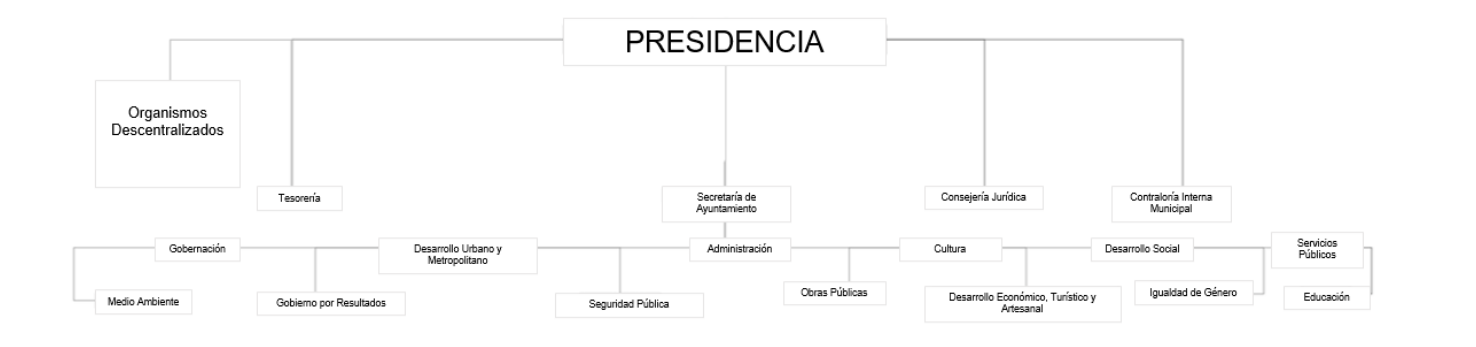 PRESIDENCIA
Organismos
Descentralizados
Tesorería
Secretaría de
Ayuntamiento
Consejería Jurídica
Contraloría Interna
Municipal
Gobernación
Desarrollo Urbano y
Metropolitano
Administración
Cultura
Desarrollo Social
Servicios
Públicos
Medio Ambiente
Gobierno por Resultados
Seguridad Pública
Obras Públicas
Desarrollo Económico, Turístico y
Artesanal
Igualdad de Género
Educación